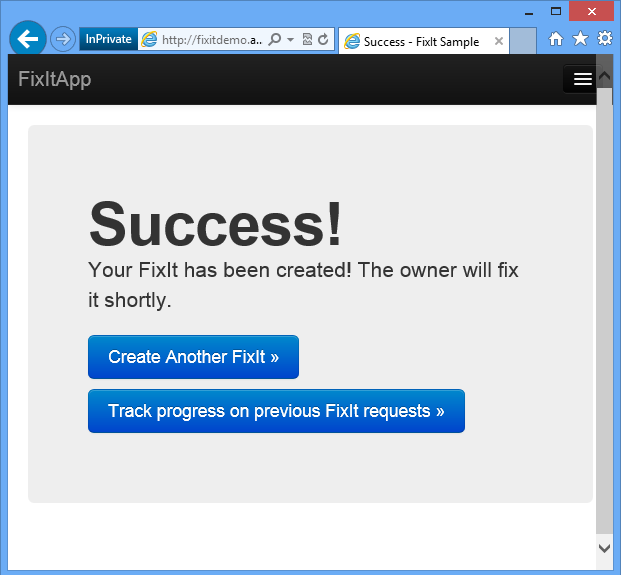 InPrivate
http://fixitdemo.a..
Success - FixIt Sample
FixItApp
Success!
Your FixIt has been created! The owner will fix
it shortly.
Create Another FixIt »
Track progress on previous FixIt requests »